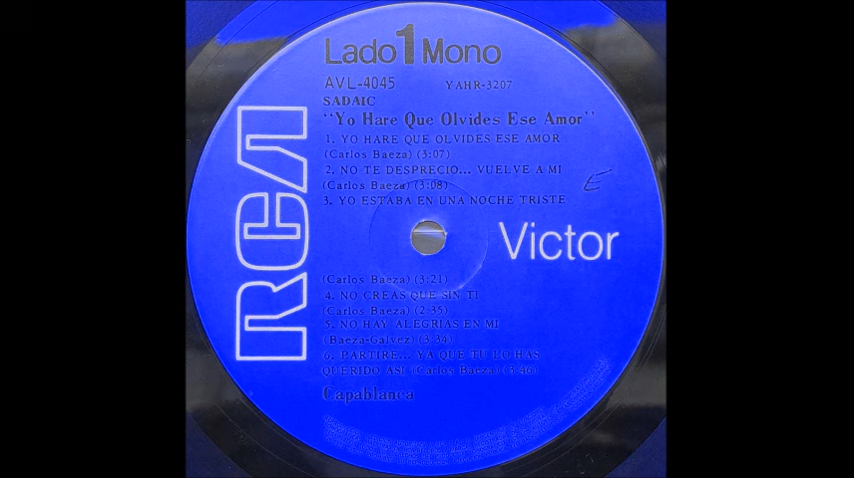 Lado 1 Mono
AVL-4045 YAHR-3207
SADAIC
"Yo Hare Que Olvides Ese Amor"
1. YO HARE QUE OLVIDES ESE AMOR
(Carlos Baeza) (3:07)
2. NO TE DESPRECIO... VUELVE A MI
(Carlos Baeza) (3:08)
3. YO ESTABA EN UNA NOCHE TRISTE
RCA
Victor
(Carlos Baeza) (3:21)
4. NO CREAS QUE SIN TI
(Carlos Baeza) (2:35)
5. NO HAY ALEGRIAS EN MI
(Baeza-Galvez) (3:34)
6. PARTIRE... YA QUE TU LO HAS
QUERIDO ASI (Carlos Baeza) (3:46)
Capablanca